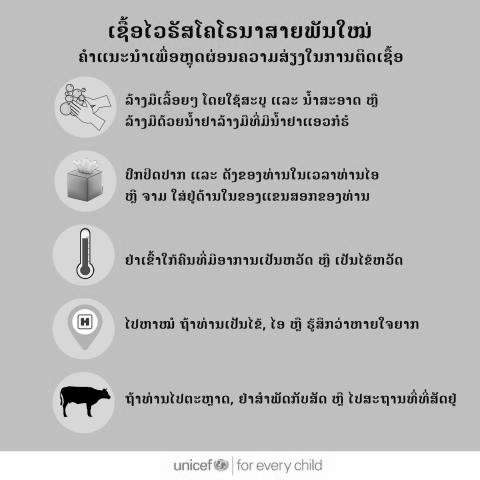 ເຊື້ອໄວຣັສໂຄໂຣນາສາຍພັນໃໝ່
ຄຳແນະນຳເພື່ອຫຼຸດຜ່ອນຄວາມສ່ຽງໃນການຕິດເຊື້ອ
ລ້າງມືເລື້ອຍໆ ໂດຍໃຊ້ສະບູ ແລະ ນ້ຳສະອາດ ຫຼື
ລ້າງມືດ້ວຍນ້ຳຢາລ້າງມືທີ່ມີນ້ຳຢາແອວກໍຮໍ
ປົກປິດປາກ ແລະ ດັງຂອງທ່ານໃນເວລາທ່ານໄອ
ຫຼື ຈາມ ໃສ່ຢູ່ດ້ານໃນຂອງແຂນສອກຂອງທ່ານ
ຢ່າເຂົ້າໃກ້ຄົນທີ່ມີອາການເປັນຫວັດ ຫຼື ເປັນໄຂ້ຫວັດ
H
ໄປຫາໝໍ ຖ້າທ່ານເປັນໄຂ້, ໄອ ຫຼື ຮູ້ສຶກວ່າຫາຍໃຈຍາກ
ຖ້າທ່ານໄປຕະຫຼາດ, ຢ່າສຳພັດກັບສັດ ຫຼື ໄປສະຖານທີ່ທີ່ສັດຢູ່
unicef for every child